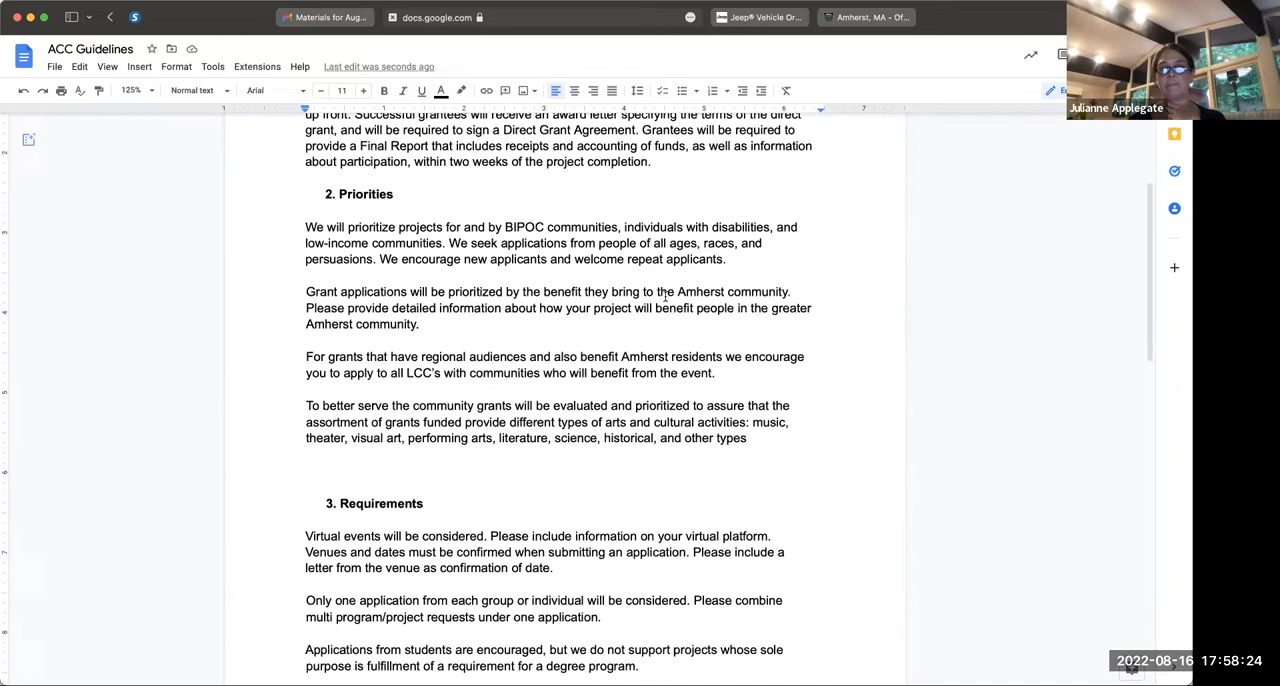 Materials for Aug...
docs.google.com
Jeep® Vehicle Or...
Amherst, MA - Of...
ACC Guidelines
File Edit View Insert Format Tools Extensions Help Last edit was seconds ago
125% Normal text Arial 11
Julianne Applegate
1 1 2 3 4 5 6 7
up front. Successful grantees will receive an award letter specifying the terms of the direct
grant, and will be required to sign a Direct Grant Agreement. Grantees will be required to
provide a Final Report that includes receipts and accounting of funds, as well as information
about participation, within two weeks of the project completion.
2. Priorities
We will prioritize projects for and by BIPOC communities, individuals with disabilities, and
low-income communities. We seek applications from people of all ages, races, and
persuasions. We encourage new applicants and welcome repeat applicants.
Grant applications will be prioritized by the benefit they bring to the Amherst community.
Please provide detailed information about how your project will benefit people in the greater
Amherst community.
For grants that have regional audiences and also benefit Amherst residents we encourage
you to apply to all LCC's with communities who will benefit from the event.
To better serve the community grants will be evaluated and prioritized to assure that the
assortment of grants funded provide different types of arts and cultural activities: music,
theater, visual art, performing arts, literature, science, historical, and other types
3. Requirements
Virtual events will be considered. Please include information on your virtual platform.
Venues and dates must be confirmed when submitting an application. Please include a
letter from the venue as confirmation of date.
Only one application from each group or individual will be considered. Please combine
multi program/project requests under one application.
Applications from students are encouraged, but we do not support projects whose sole
purpose is fulfillment of a requirement for a degree program.
2022-08-16 17:58:24